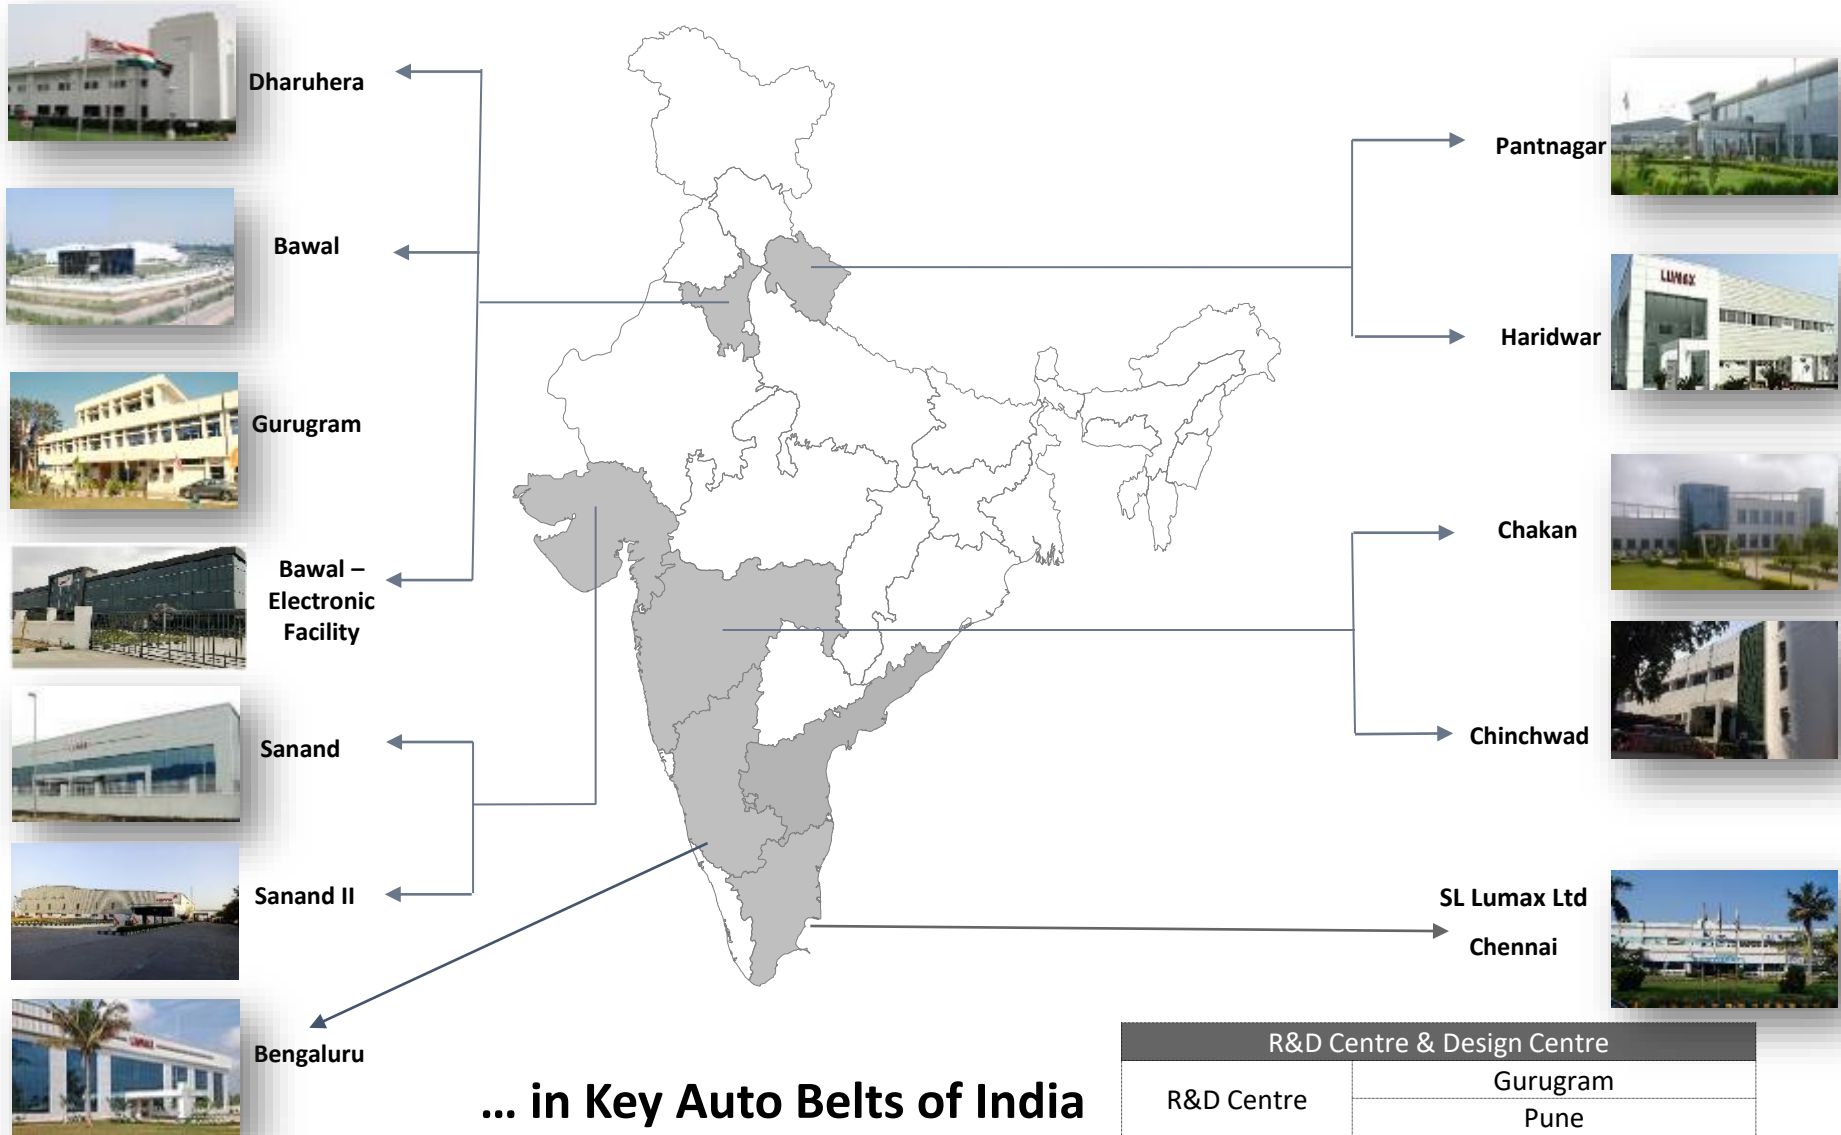 Dharuhera
Bawal
Gurugram
Bawal –
Electronic
Facility
Sanand
Sanand II
Bengaluru
Pantnagar
LUMAX
Haridwar
Chakan
Chinchwad
SL Lumax Ltd
Chennai
LUMAX
... in Key Auto Belts of India
R&D Centre & Design Centre
R&D Centre
Gurugram
Pune